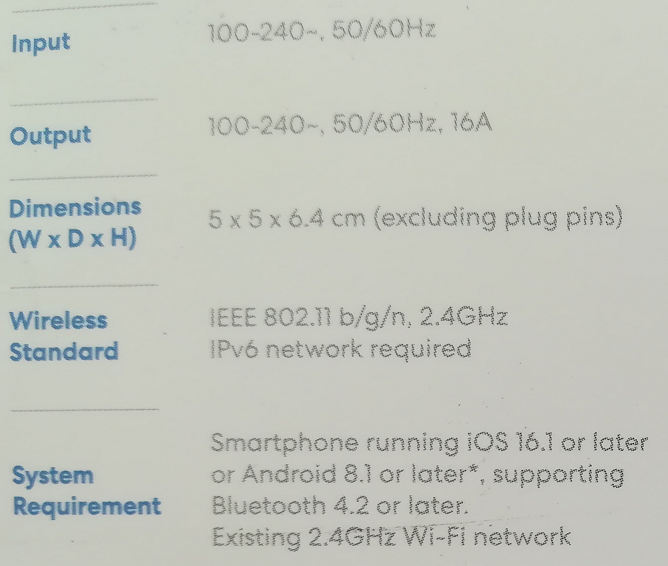 Input 100-240~, 50/60Hz
Output 100-240~, 50/60Hz, 16A
Dimensions
(W x D x H)
5 x 5 x 6.4 cm (excluding plug pins)
Wireless
Standard
IEEE 802.11 b/g/n, 2.4GHz
IPv6 network required
System
Requirement
Smartphone running iOS 16.1 or later
or Android 8.1 or later*, supporting
Bluetooth 4.2 or later.
Existing 2.4GHz Wi-Fi network